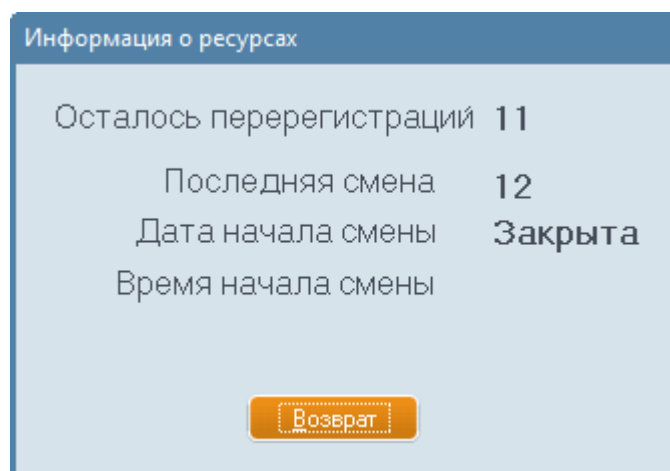 Информация о ресурсах
Осталось перерегистраций 11
Последняя смена 12
Дата начала смены Закрыта
Время начала смены
Возврат